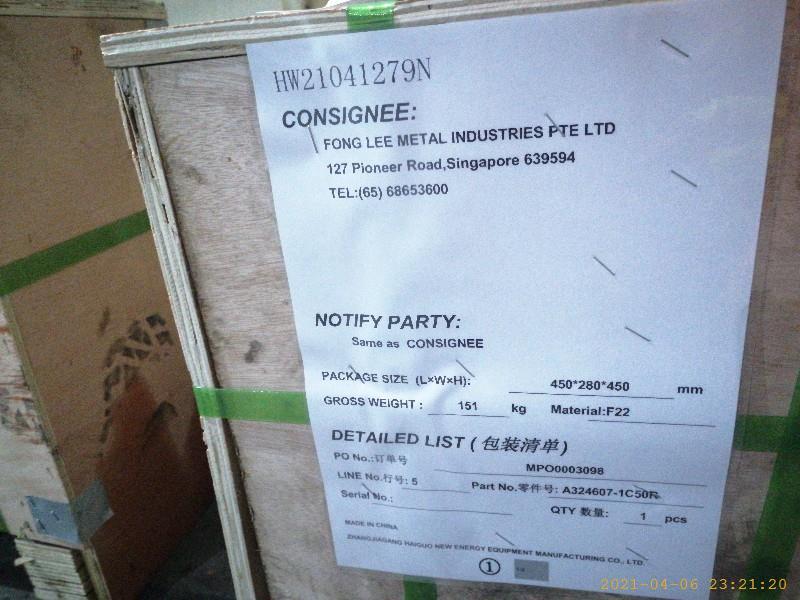 HW21041279N
CONSIGNEE:
FONG LEE METAL INDUSTRIES PTE LTD
127 Pioneer Road,Singapore 639594
TEL:(65) 68653600
NOTIFY PARTY:
Same as CONSIGNEE
PACKAGE SIZE (L×W×H): 450*280*450 mm
GROSS WEIGHT : 151 kg Material:F22
DETAILED LIST ( 包装清单)
PO No.:订单号 MPO0003098
LINE No.行号: 5 Part No.零件号: A324607-1C50R
Serial No.: QTY 数量: 1 pcs
MADE IN CHINA
ZHANGJIAGANG HAIGUO NEW ENERGY EQUIPMENT MANUFACTURING CO., LTD.
①
2021-04-06 23:21:20